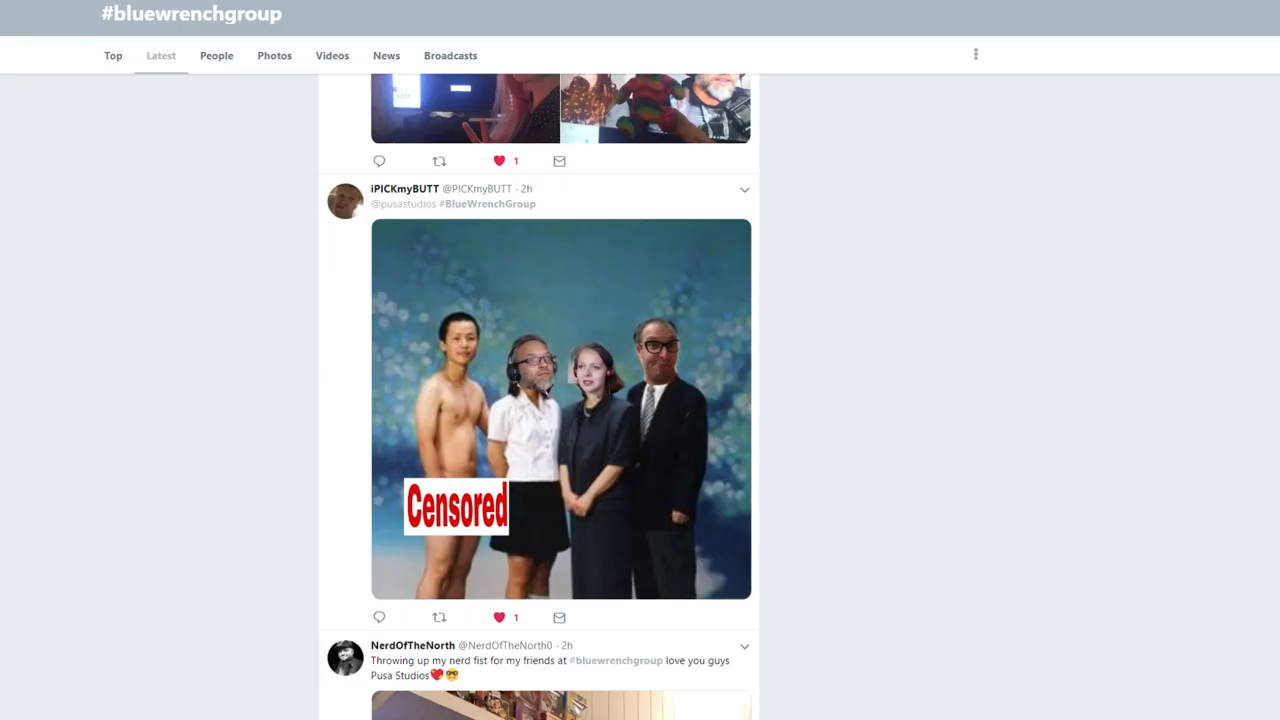 #bluewrenchgroup
Top Latest People Photos Videos News Broadcasts
1
iPICKmyBUTT @PICKmyBUTT · 2h
@pusastudios #BlueWrenchGroup
Censored
1
NerdOfTheNorth @NerdOfTheNorth0 · 2h
Throwing up my nerd fist for my friends at #bluewrenchgroup love you guys
Pusa Studios❤️🤓